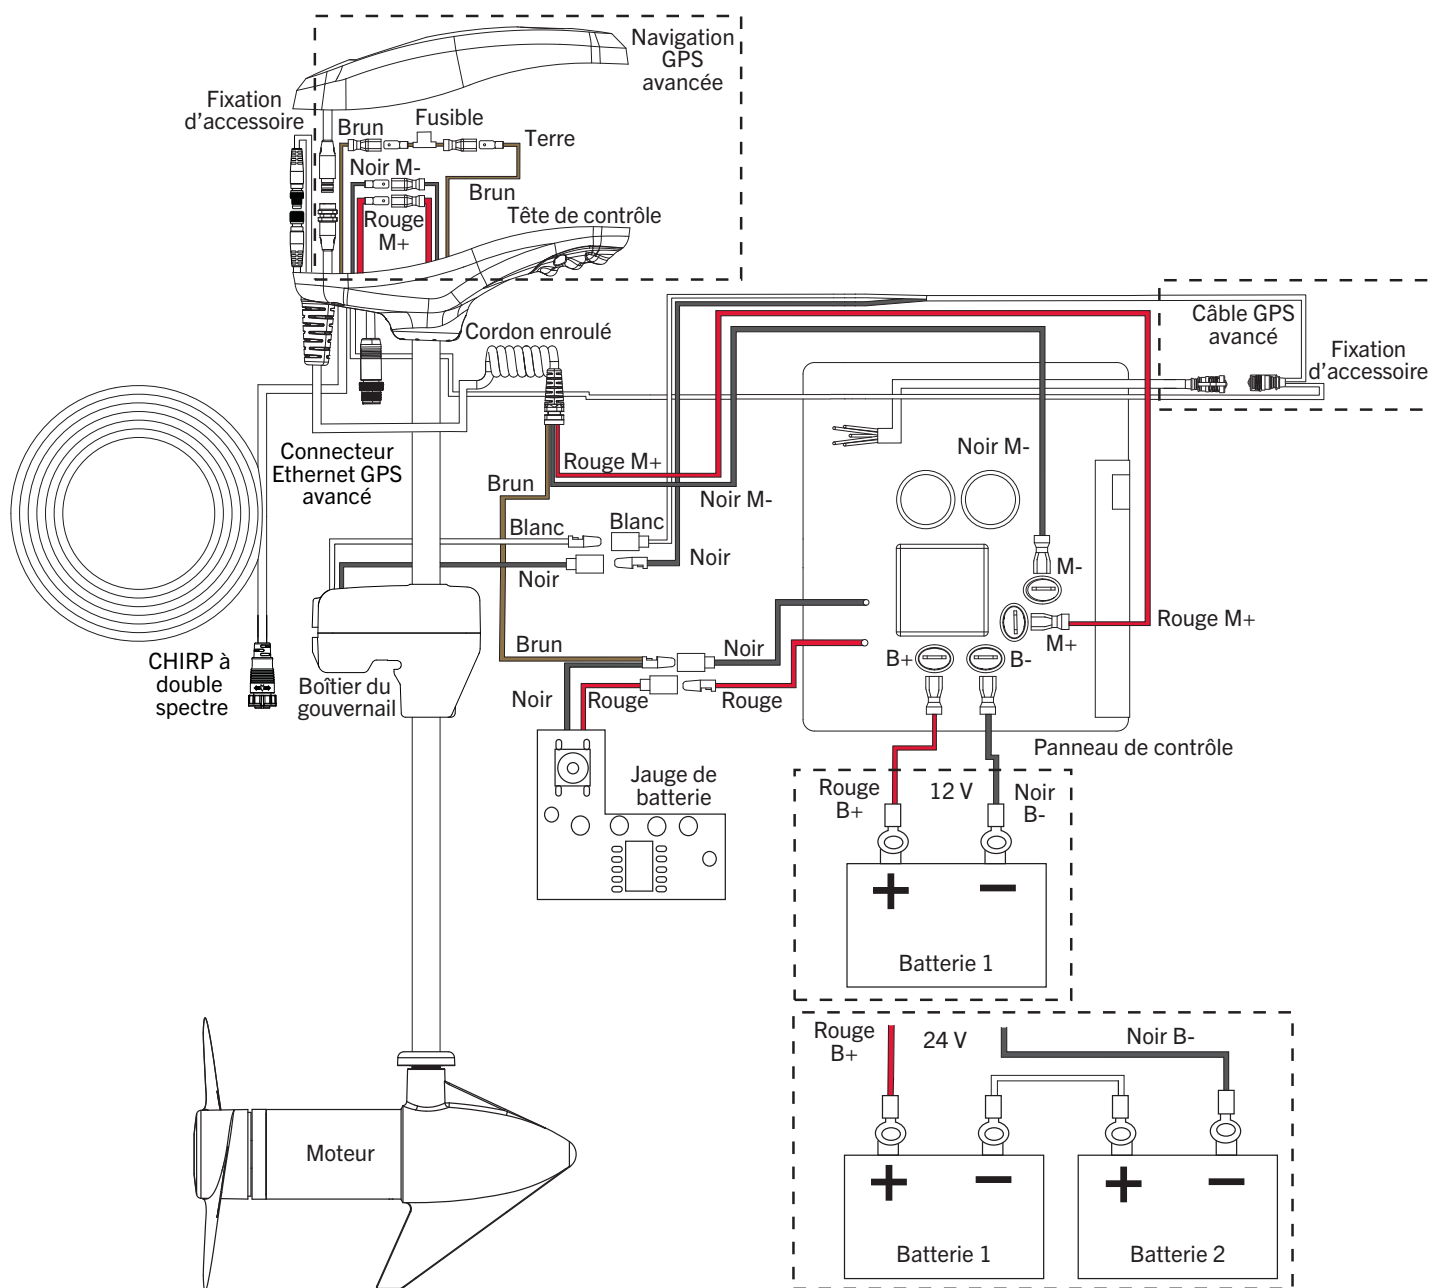 Navigation
GPS
avancée
Fixation
d’accessoire
Brun
Fusible
Terre
Noir M-
Brun
Rouge
M+
Tête de contrôle
Cordon enroulé
Câble GPS
avancé
Fixation
d’accessoire
Connecteur
Ethernet GPS
avancé
Rouge M+
Noir M-
Brun
Noir M-
Blanc
Blanc
Noir
Noir
M-
Rouge M+
M+
Brun
Noir
B+
B-
CHIRP à
double
spectre
Boîtier du
gouvernail
Noir
Rouge
Rouge
Panneau de contrôle
Jauge de
batterie
Rouge
B+
12 V
Noir
B-
+
–
Batterie 1
Rouge
B+
24 V
Noir B-
Moteur
+
–
+
–
Batterie 1
Batterie 2